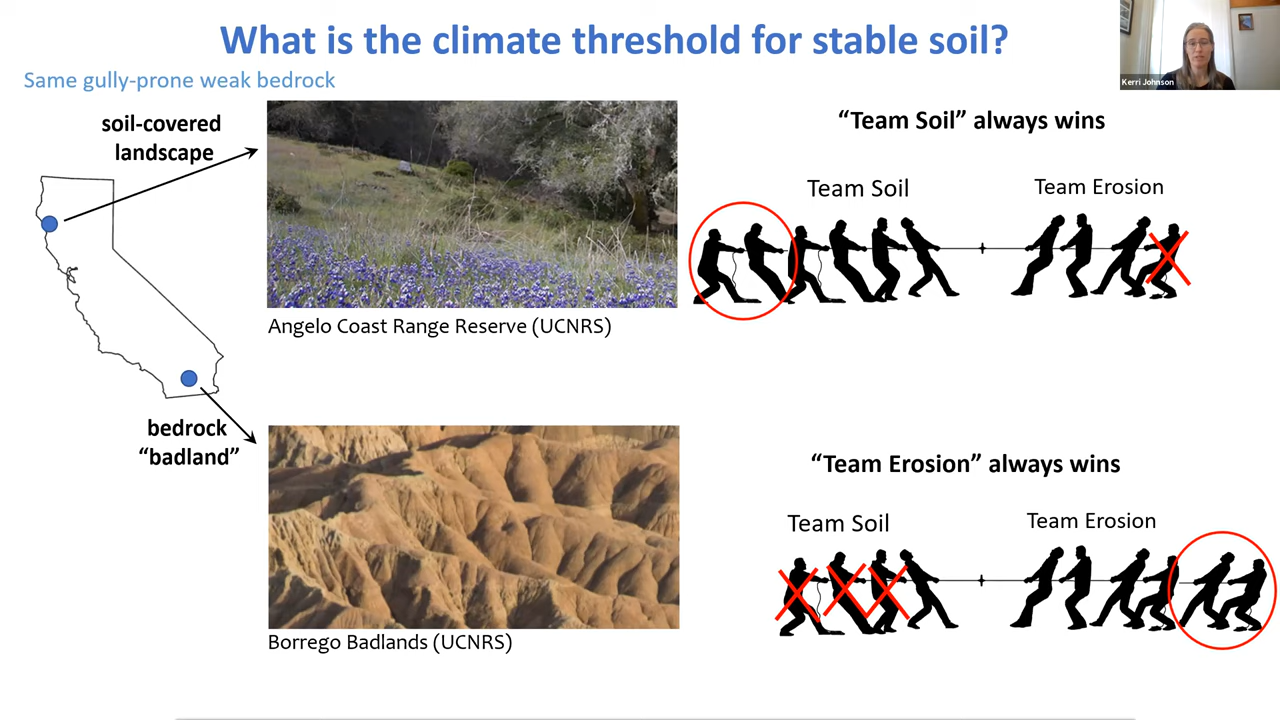 What is the climate threshold for stable soil?
Same gully-prone weak bedrock
Kerri Johnson
soil-covered
landscape
"Team Soil" always wins
Team Soil
Team Erosion
Angelo Coast Range Reserve (UCNRS)
bedrock
"badland"
"Team Erosion" always wins
Team Soil
Team Erosion
Borrego Badlands (UCNRS)